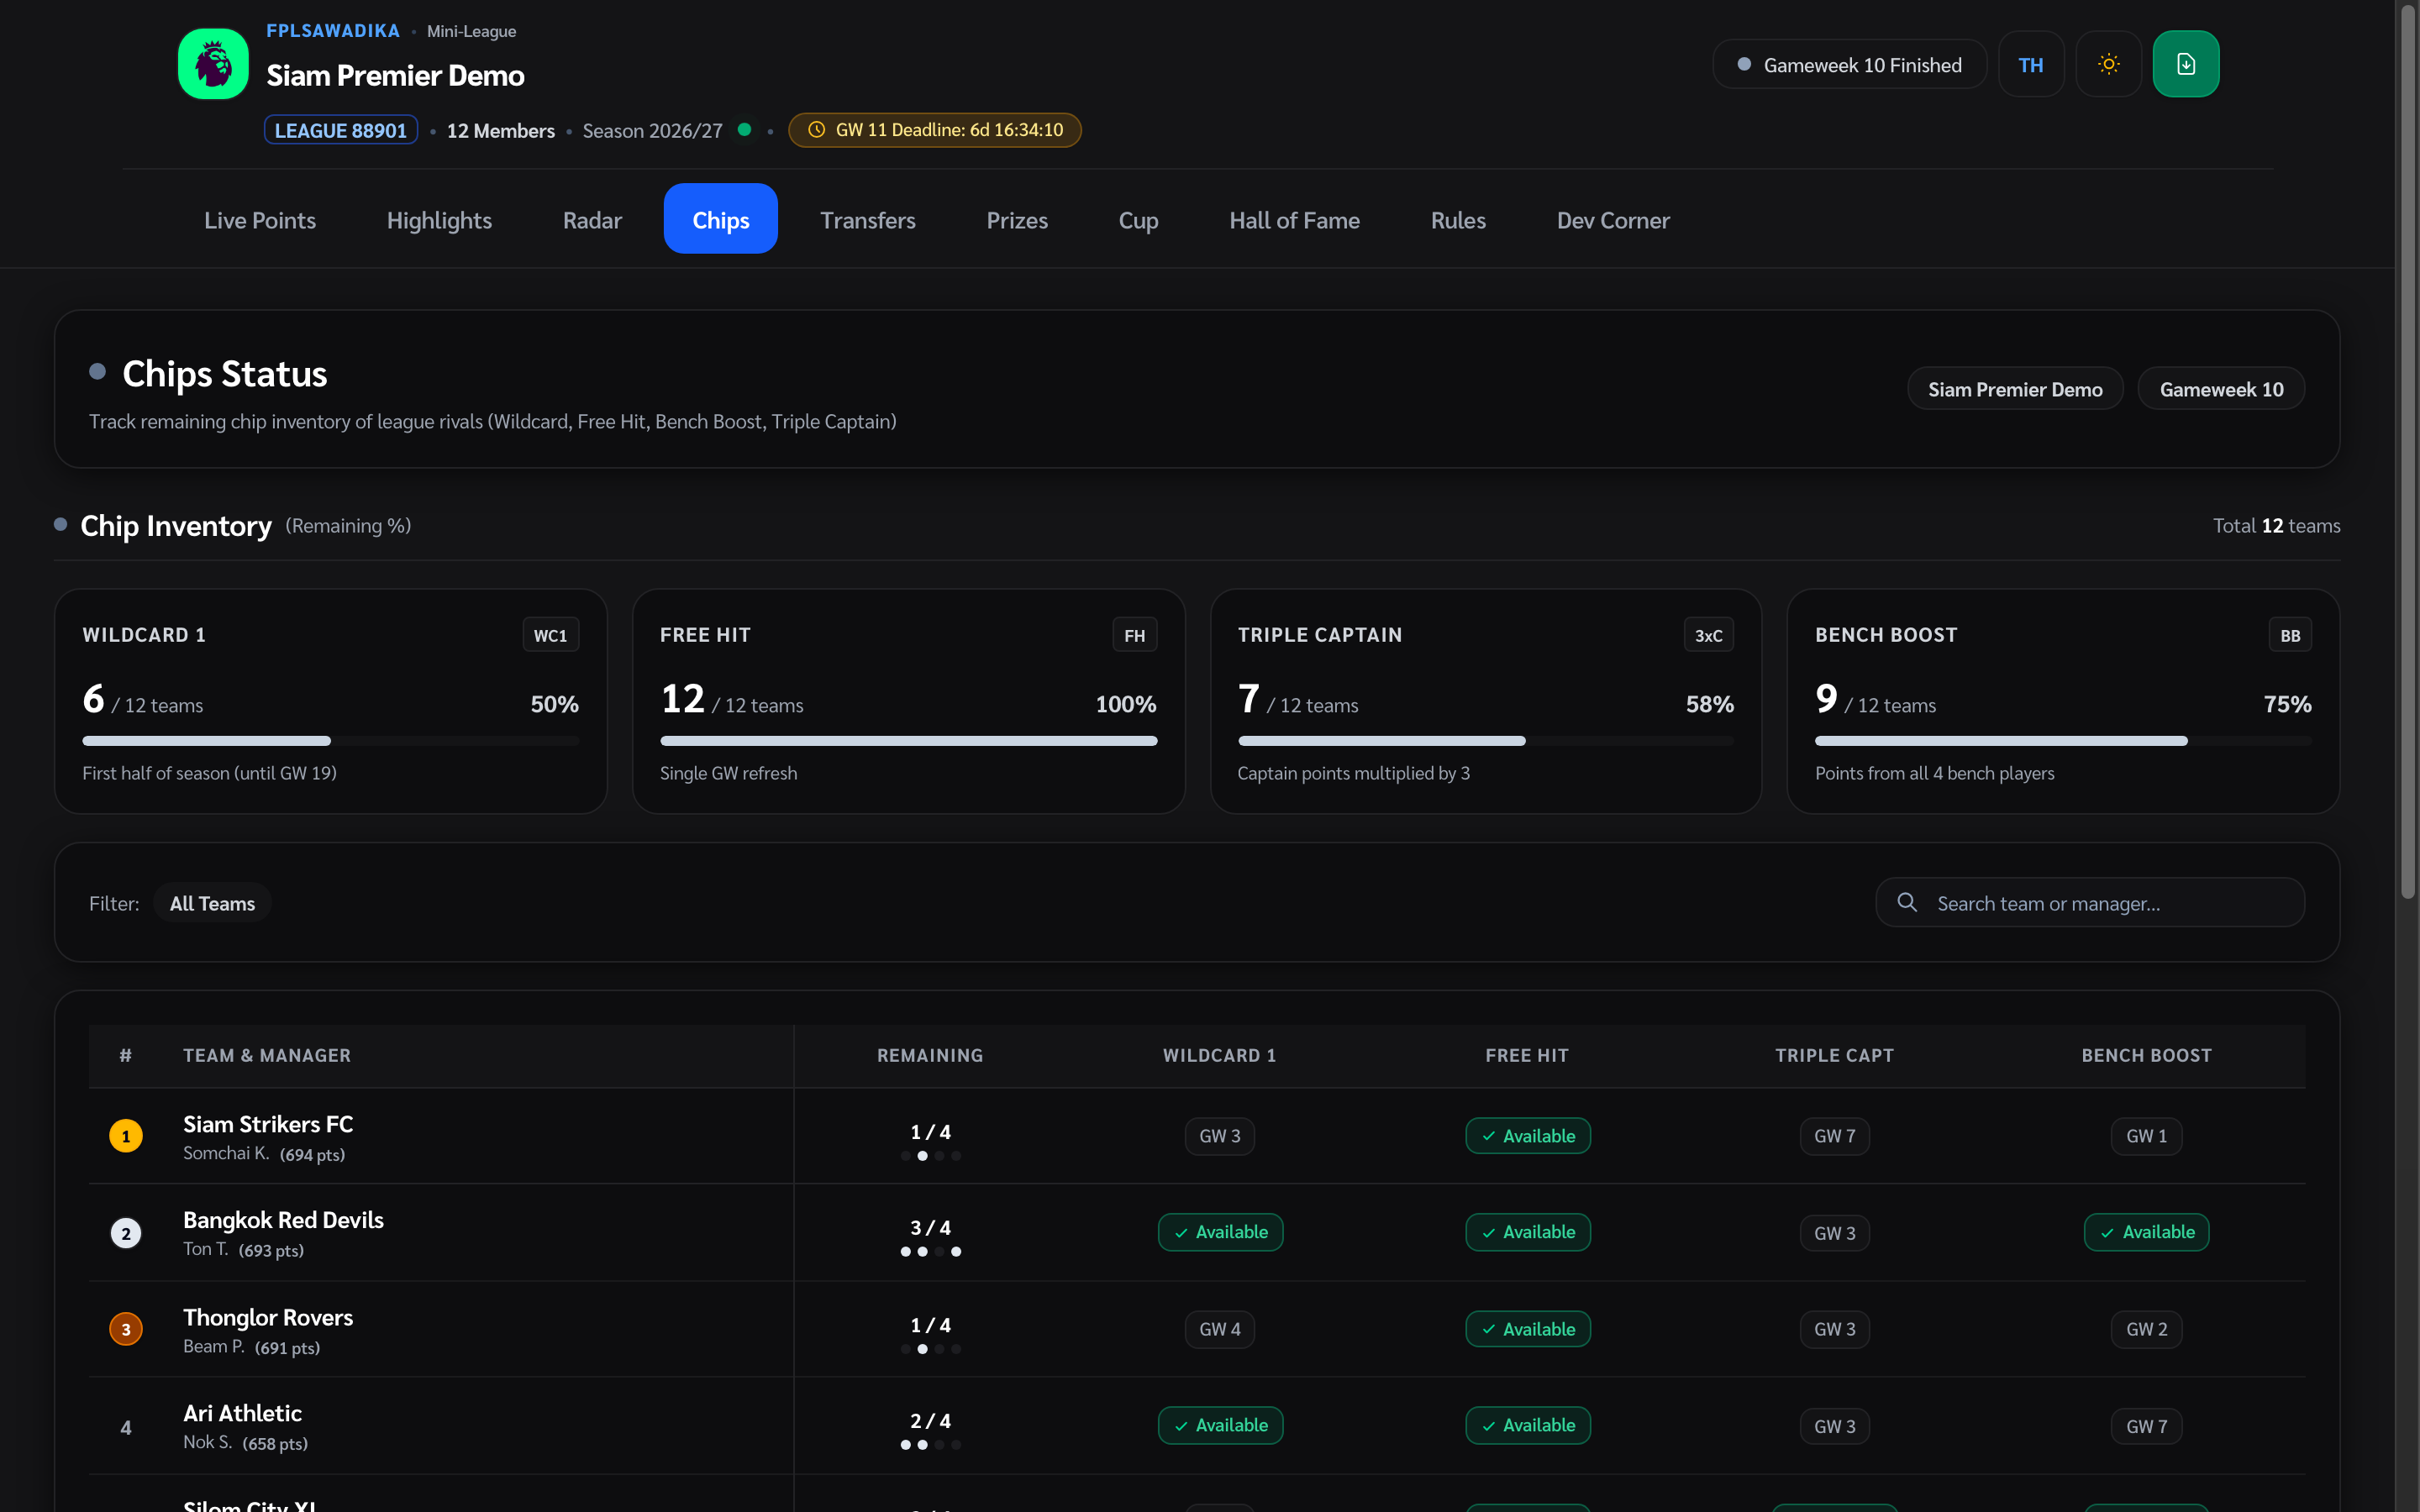 FPLSAWADIKA • Mini-League
Siam Premier Demo
Gameweek 10 Finished
TH
LEAGUE 88901 • 12 Members • Season 2026/27 • GW 11 Deadline: 6d 16:34:10
Live Points Highlights Radar Chips Transfers Prizes Cup Hall of Fame Rules Dev Corner
Chips Status
Track remaining chip inventory of league rivals (Wildcard, Free Hit, Bench Boost, Triple Captain)
Siam Premier Demo
Gameweek 10
Chip Inventory (Remaining %)
Total 12 teams
WILDCARD 1 WC1
6 / 12 teams 50%
First half of season (until GW 19)
FREE HIT FH
12 / 12 teams 100%
Single GW refresh
TRIPLE CAPTAIN 3xC
7 / 12 teams 58%
Captain points multiplied by 3
BENCH BOOST BB
9 / 12 teams 75%
Points from all 4 bench players
Filter: All Teams
Search team or manager...
# TEAM & MANAGER REMAINING WILDCARD 1 FREE HIT TRIPLE CAPT BENCH BOOST
1 Siam Strikers FC 1 / 4 GW 3 ✓ Available GW 7 GW 1
Somchai K. (694 pts)
2 Bangkok Red Devils 3 / 4 ✓ Available ✓ Available GW 3 ✓ Available
Ton T. (693 pts)
3 Thonglor Rovers 1 / 4 GW 4 ✓ Available GW 3 GW 2
Beam P. (691 pts)
4 Ari Athletic 2 / 4 ✓ Available ✓ Available GW 3 GW 7
Nok S. (658 pts)
Silom City XI